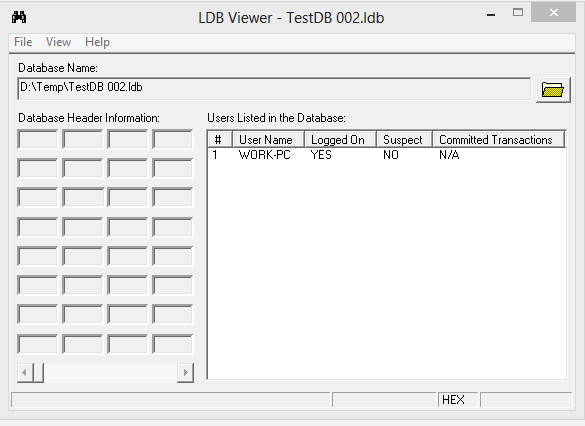 LDB Viewer - TestDB 002.ldb
File View Help
Database Name:
D:\Temp\TestDB 002.ldb
Database Header Information:
Users Listed in the Database:
# User Name Logged On Suspect Committed Transactions
1 WORK-PC YES NO N/A
HEX